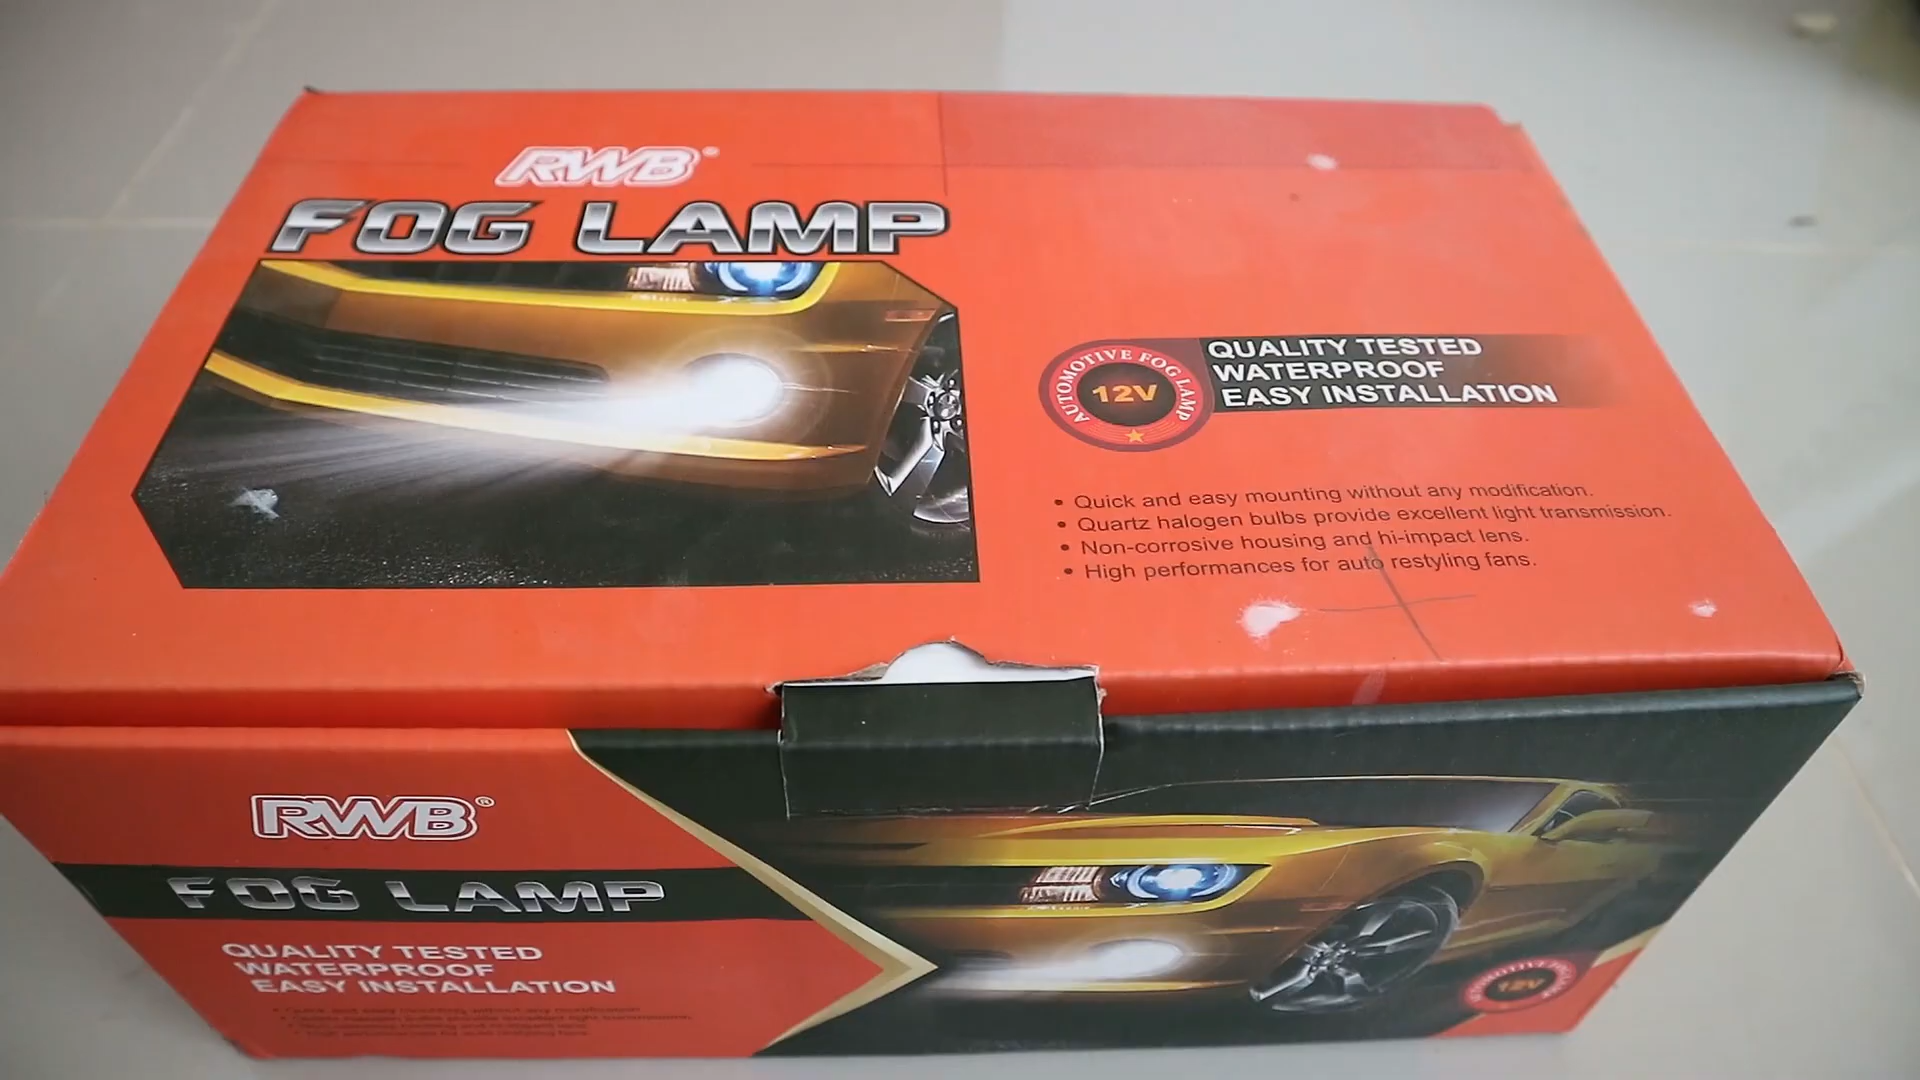 RWB®
FOG LAMP
AUTOMOTIVE FOG LAMP
12V
QUALITY TESTED
WATERPROOF
EASY INSTALLATION
• Quick and easy mounting without any modification.
• Quartz halogen bulbs provide excellent light transmission.
• Non-corrosive housing and hi-impact lens.
• High performances for auto restyling fans.
RWB®
FOG LAMP
QUALITY TESTED
WATERPROOF
EASY INSTALLATION
12V